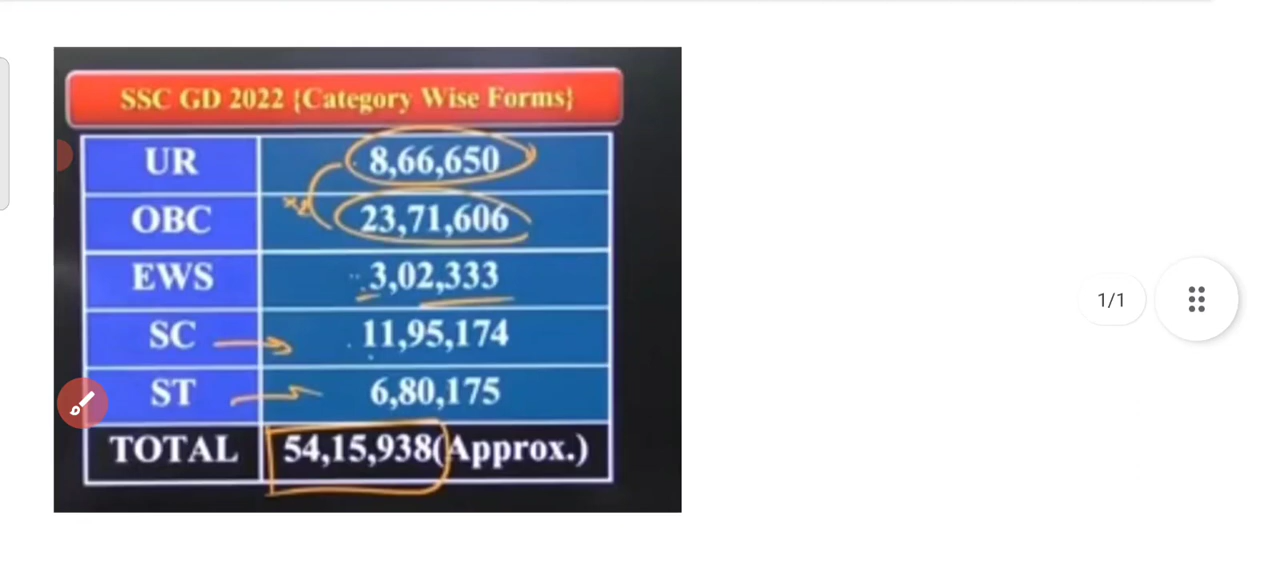 SSC GD 2022 {Category Wise Forms}
UR 8,66,650
OBC 23,71,606
EWS 3,02,333
SC 11,95,174
ST 6,80,175
TOTAL 54,15,938(Approx.)
1/1